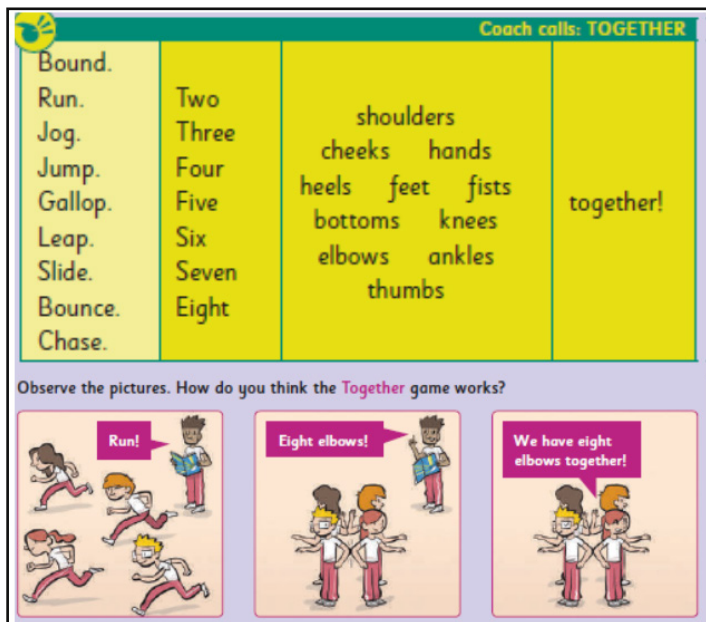 Coach calls: TOGETHER
Bound.
Run.
Jog.
Jump.
Gallop.
Leap.
Slide.
Bounce.
Chase.
Two
Three
Four
Five
Six
Seven
Eight
shoulders
cheeks hands
heels feet fists
bottoms knees
elbows ankles
thumbs
together!
Observe the pictures. How do you think the Together game works?
Run!
Eight elbows!
We have eight
elbows together!